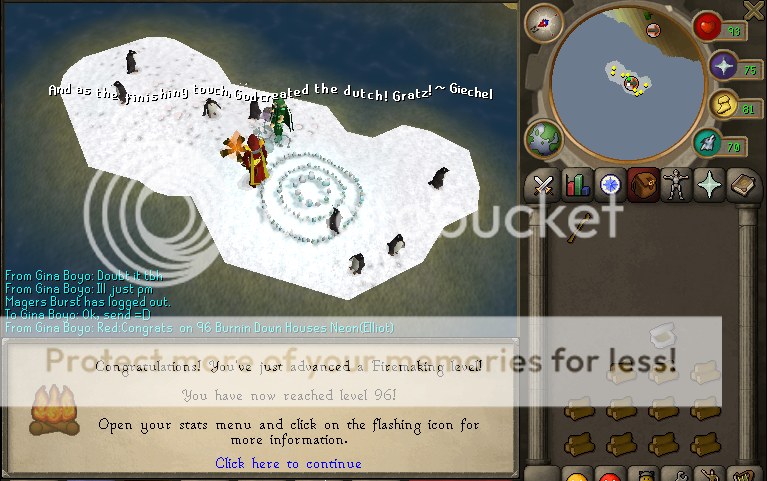 And as the finishing touch, God created the dutch! Gratz! ~ Giechel
93
75
61
70
From Gina Boyo: Doubt it tbh
From Gina Boyo: Ill just pm
Magers Burst has logged out.
To Gina Boyo: Ok, send =D
From Gina Boyo: Red:Congrats on 96 Burnin Down Houses Neon(Elliot)
Protect more of your memories for less!
Congratulations! You've just advanced a Firemaking level!
You have now reached level 96!
Open your stats menu and click on the flashing icon for
more information.
Click here to continue